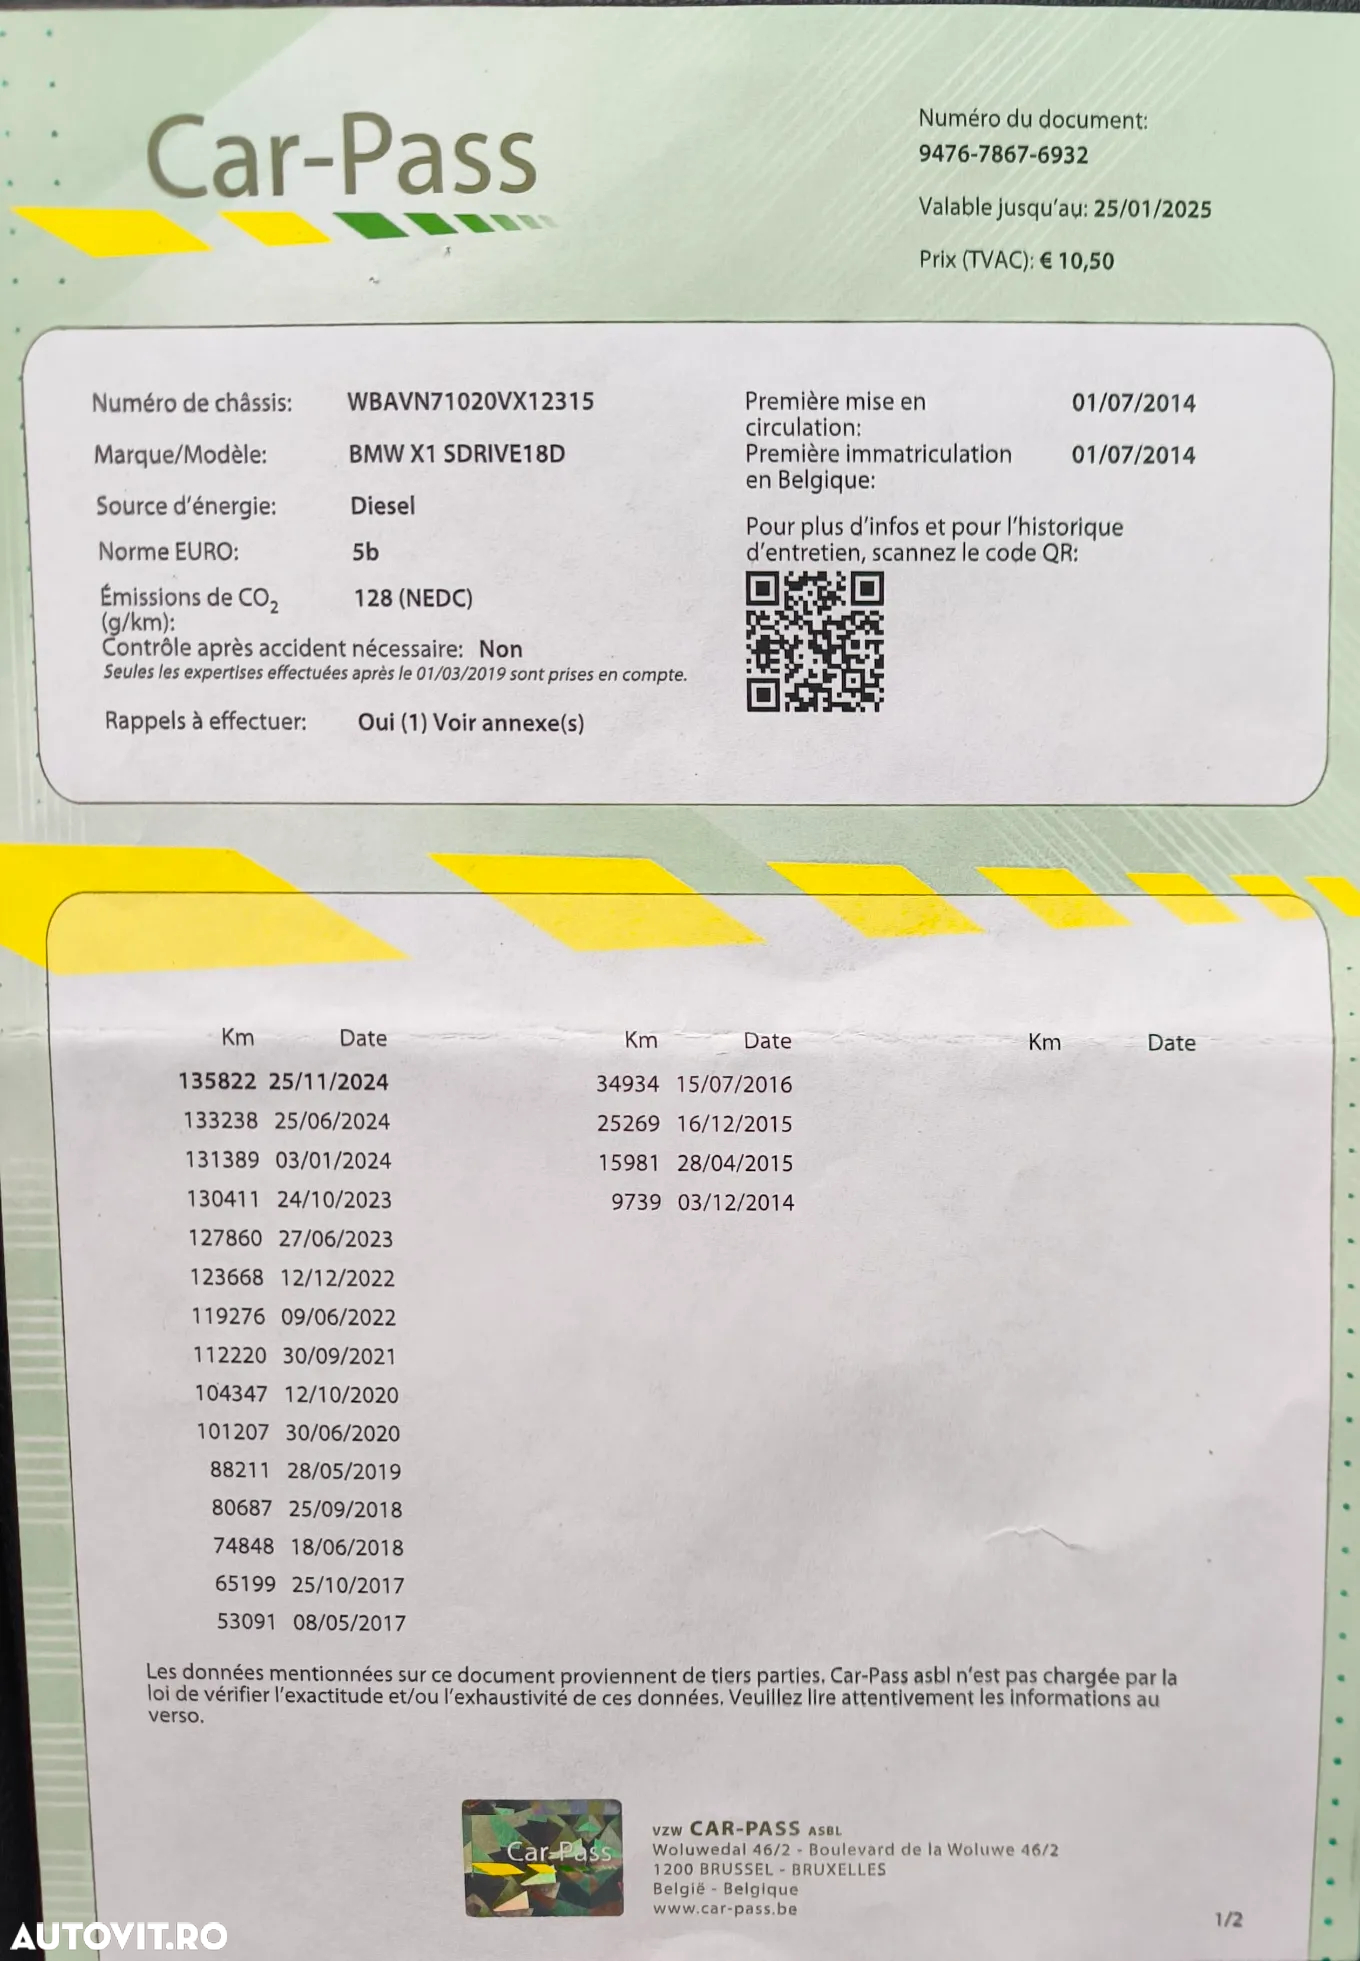 Car-Pass
Numéro du document:
9476-7867-6932
Valable jusqu'au: 25/01/2025
Prix (TVAC): € 10,50
Numéro de châssis: WBAVN71020VX12315
Marque/Modèle: BMW X1 SDRIVE18D
Source d'énergie: Diesel
Norme EURO: 5b
Émissions de CO2 128 (NEDC)
(g/km):
Contrôle après accident nécessaire: Non
Seules les expertises effectuées après le 01/03/2019 sont prises en compte.
Rappels à effectuer: Oui (1) Voir annexe(s)
Première mise en 01/07/2014
circulation:
Première immatriculation 01/07/2014
en Belgique:
Pour plus d'infos et pour l'historique
d'entretien, scannez le code QR:
Km Date
135822 25/11/2024
133238 25/06/2024
131389 03/01/2024
130411 24/10/2023
127860 27/06/2023
123668 12/12/2022
119276 09/06/2022
112220 30/09/2021
104347 12/10/2020
101207 30/06/2020
88211 28/05/2019
80687 25/09/2018
74848 18/06/2018
65199 25/10/2017
53091 08/05/2017
Km Date
34934 15/07/2016
25269 16/12/2015
15981 28/04/2015
9739 03/12/2014
Km Date
Les données mentionnées sur ce document proviennent de tiers parties. Car-Pass asbl n'est pas chargée par la
loi de vérifier l'exactitude et/ou l'exhaustivité de ces données. Veuillez lire attentivement les informations au
verso.
Car-Pass
VZW CAR-PASS ASBL
Woluwedal 46/2 - Boulevard de la Woluwe 46/2
1200 BRUSSEL - BRUXELLES
België - Belgique
www.car-pass.be
1/2
AUTOVIT.RO